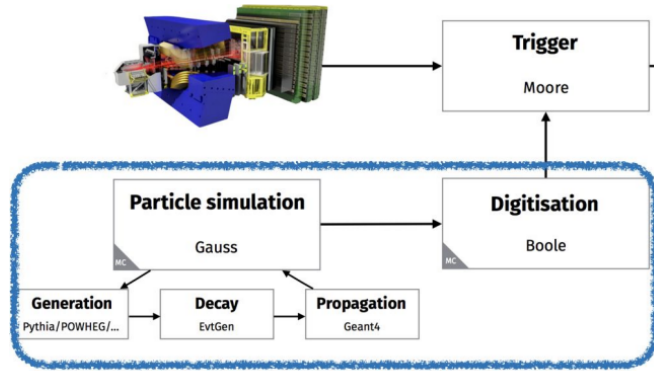 Trigger
Moore
Particle simulation
Gauss
MC
Digitisation
Boole
MC
Generation
Pythia/POWHEG/...
Decay
EvtGen
Propagation
Geant4